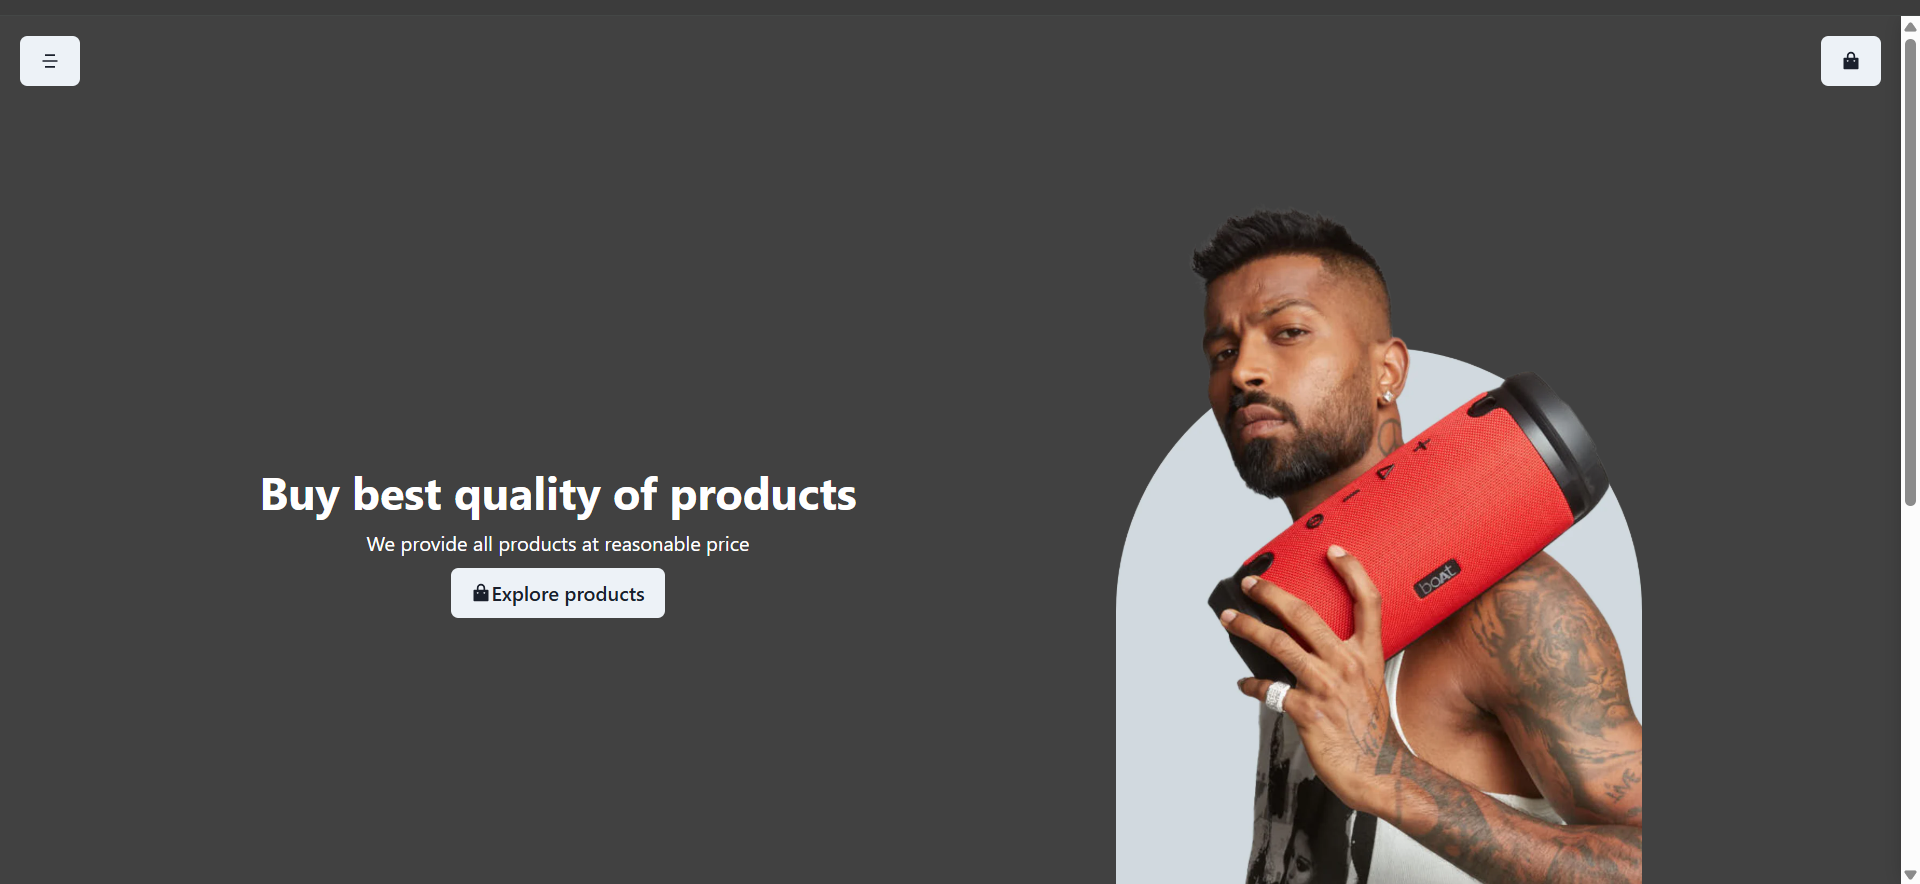 Buy best quality of products
We provide all products at reasonable price
Explore products
boAt